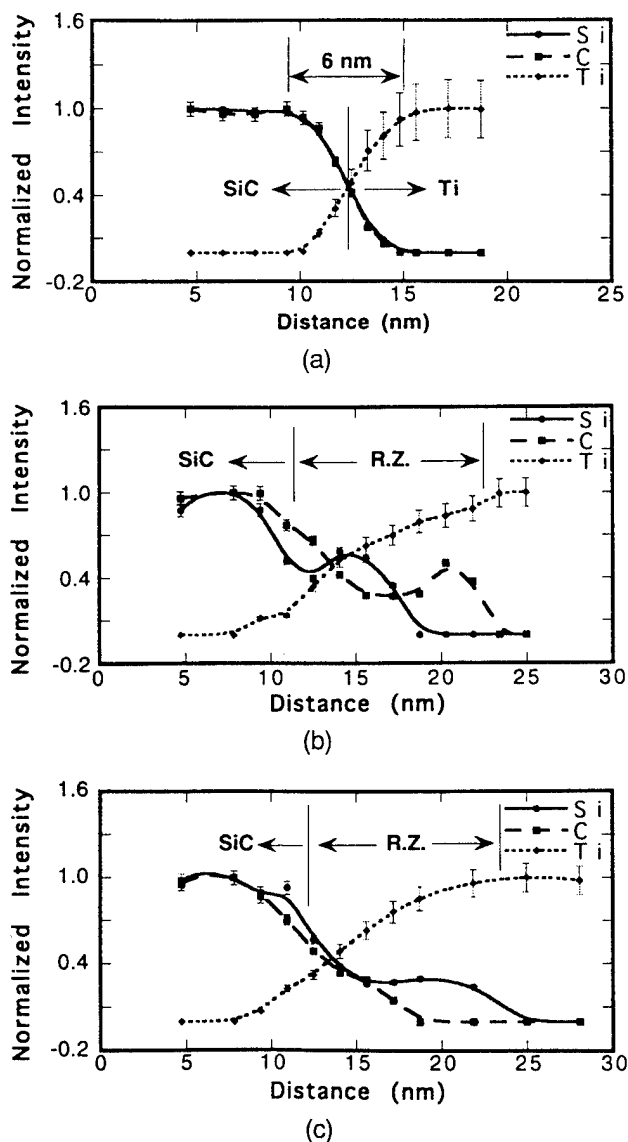 1.6
1.0
0.4
-0.2
Normalized Intensity
6 nm
SiC
Ti
S i
C
T i
0
5
10
15
20
25
Distance (nm)
(a)
1.6
1.0
0.4
-0.2
Normalized Intensity
SiC
R.Z.
S i
C
T i
0
5
10
15
20
25
30
Distance (nm)
(b)
1.6
1.0
0.4
-0.2
Normalized Intensity
SiC
R.Z.
S i
C
T i
0
5
10
15
20
25
30
Distance (nm)
(c)